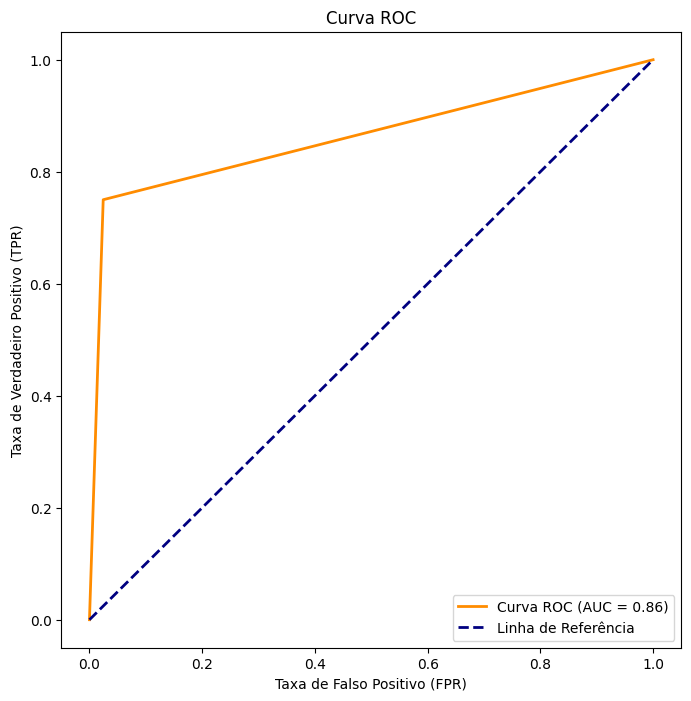 Curva ROC
Taxa de Verdadeiro Positivo (TPR)
1.0
0.8
0.6
0.4
0.2
0.0
0.0 0.2 0.4 0.6 0.8 1.0
Taxa de Falso Positivo (FPR)
Curva ROC (AUC = 0.86)
Linha de Referência